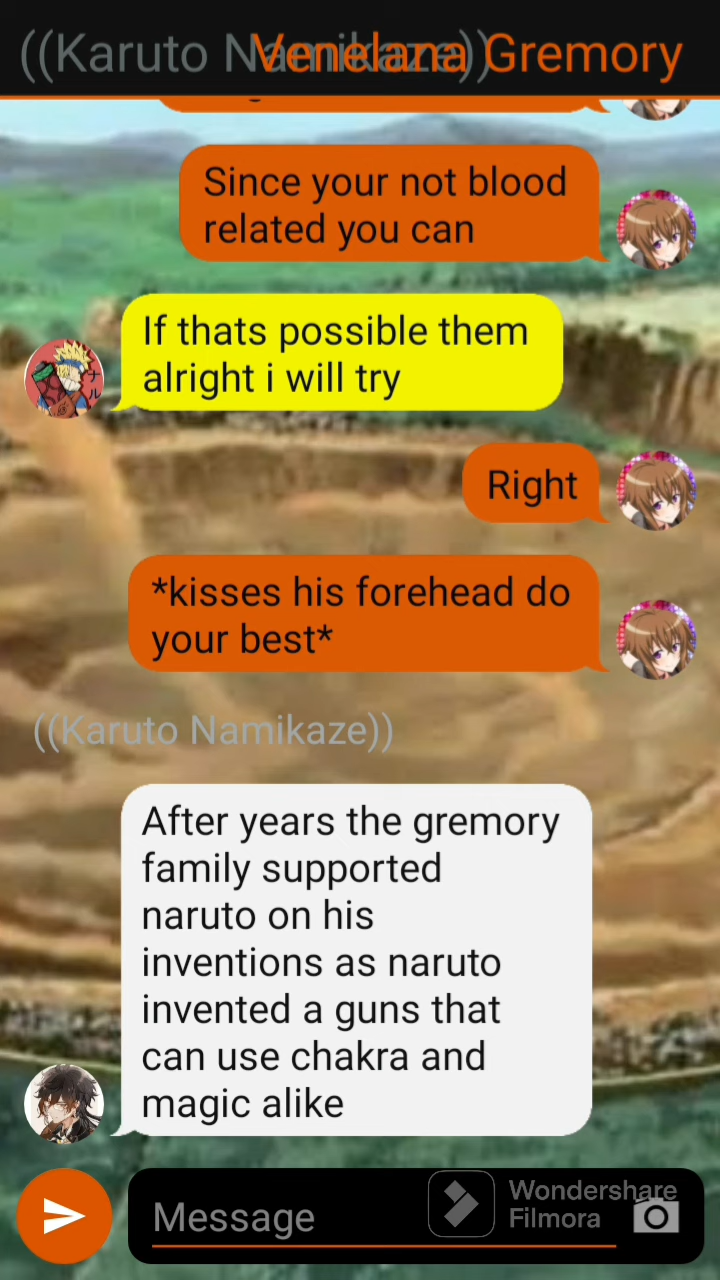 ((Karuto Namikaze))
Venelana Gremory
Since your not blood
related you can
If thats possible them
alright i will try
Right
*kisses his forehead do
your best*
((Karuto Namikaze))
After years the gremory
family supported
naruto on his
inventions as naruto
invented a guns that
can use chakra and
magic alike
Message
Wondershare
Filmora